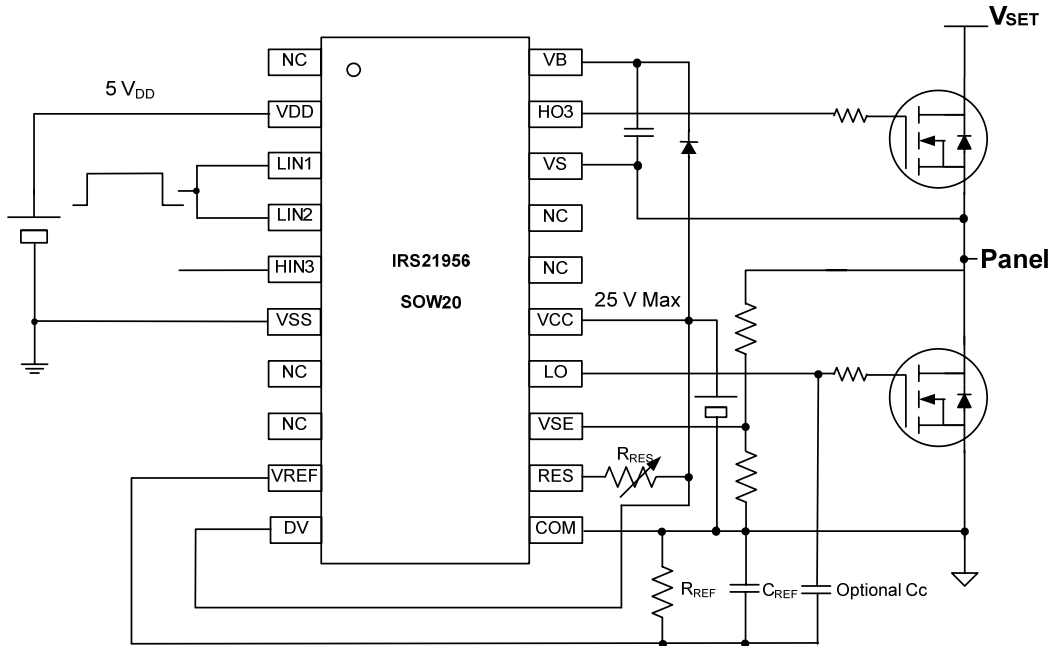 VSET
NC
VB
5 VDD
VDD
HO3
LIN1
VS
LIN2
NC
HIN3
IRS21956
NC
Panel
SOW20
25 V Max
VSS
VCC
NC
LO
NC
VSE
RRES
VREF
RES
DV
COM
RREF
CREF
Optional Cc